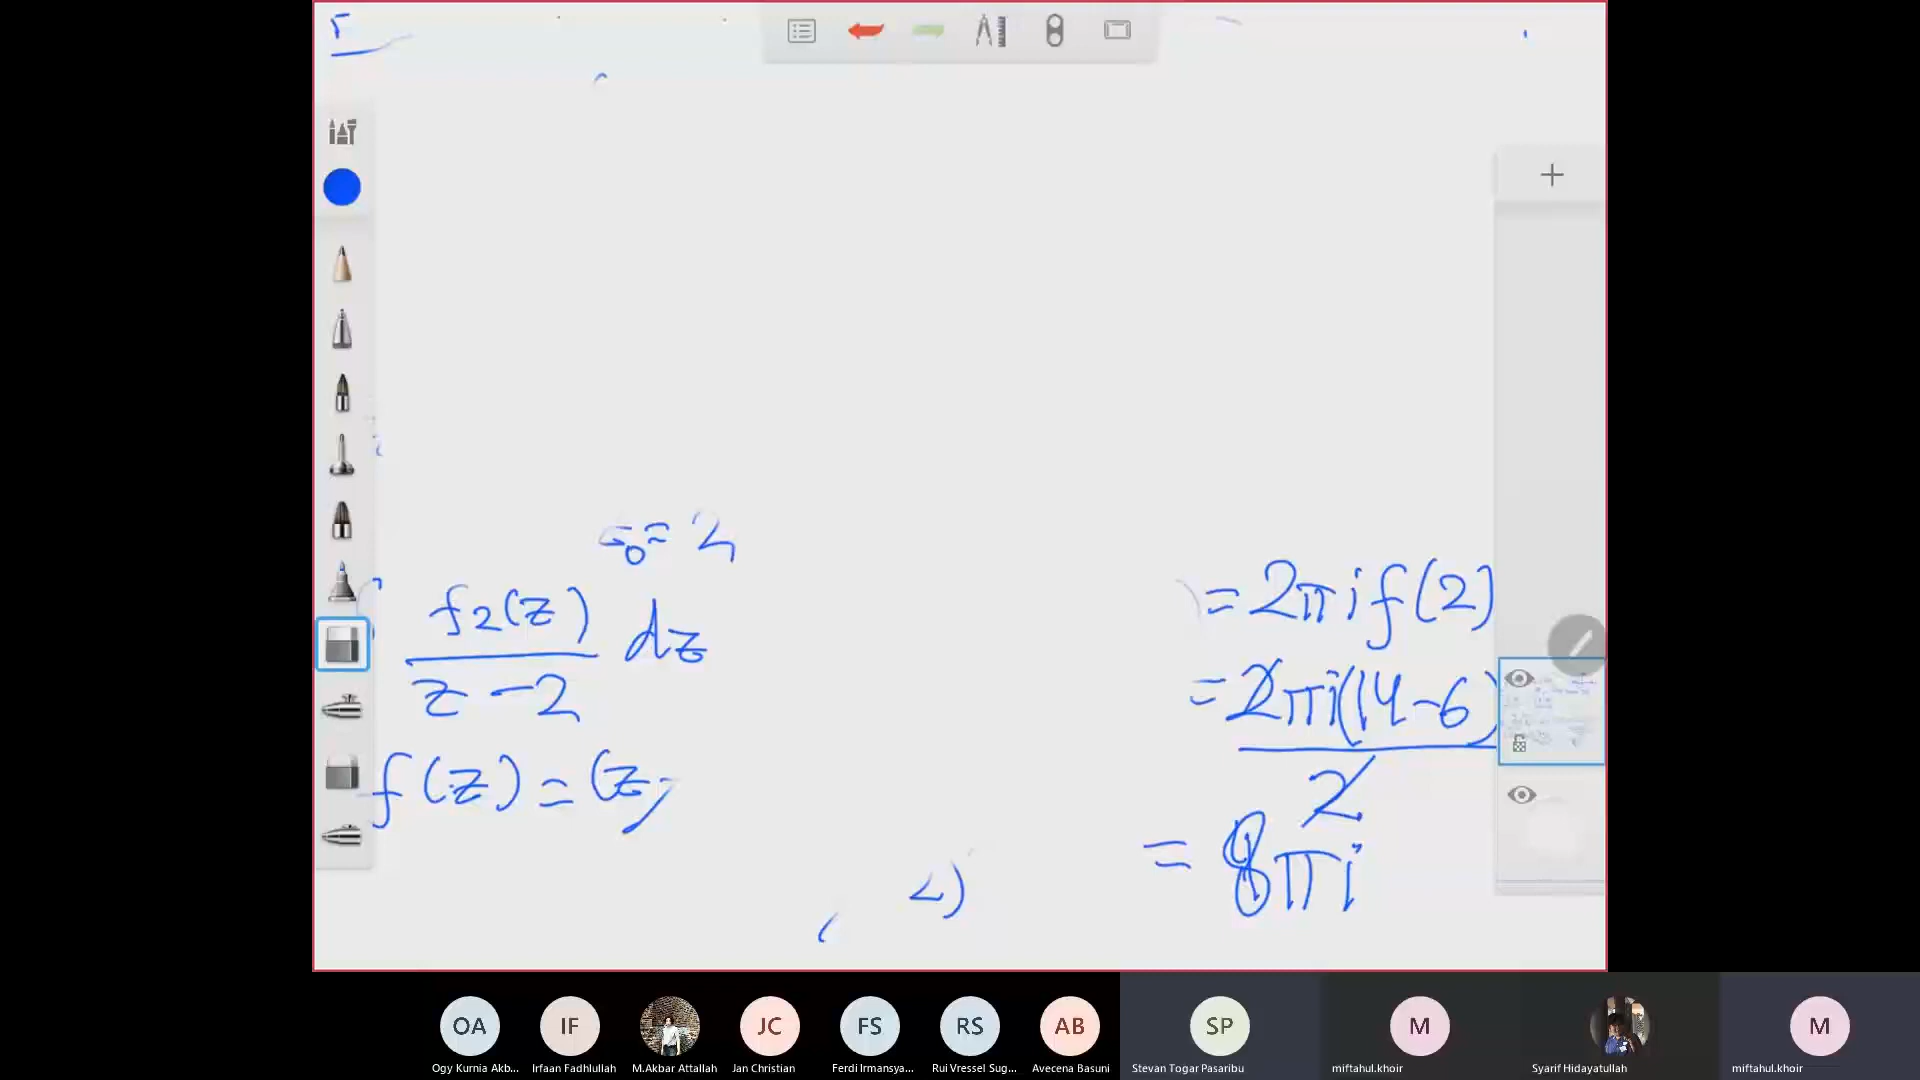 = 2
f₂(z)
dz
z - 2
f(z) = (z
= 2πi f(2)
= 2πi(14-6)
2
= 8πi
OA
IF
JC
FS
RS
AB
SP
M
M
Ogy Kurnia Akb...
Irfaan Fadhlullah
M.Akbar Attallah
Jan Christian
Ferdi Irmansya...
Rui Vressel Sug...
Avecena Basuni
Stevan Togar Pasaribu
miftahul.khoir
Syarif Hidayatullah
miftahul.khoir